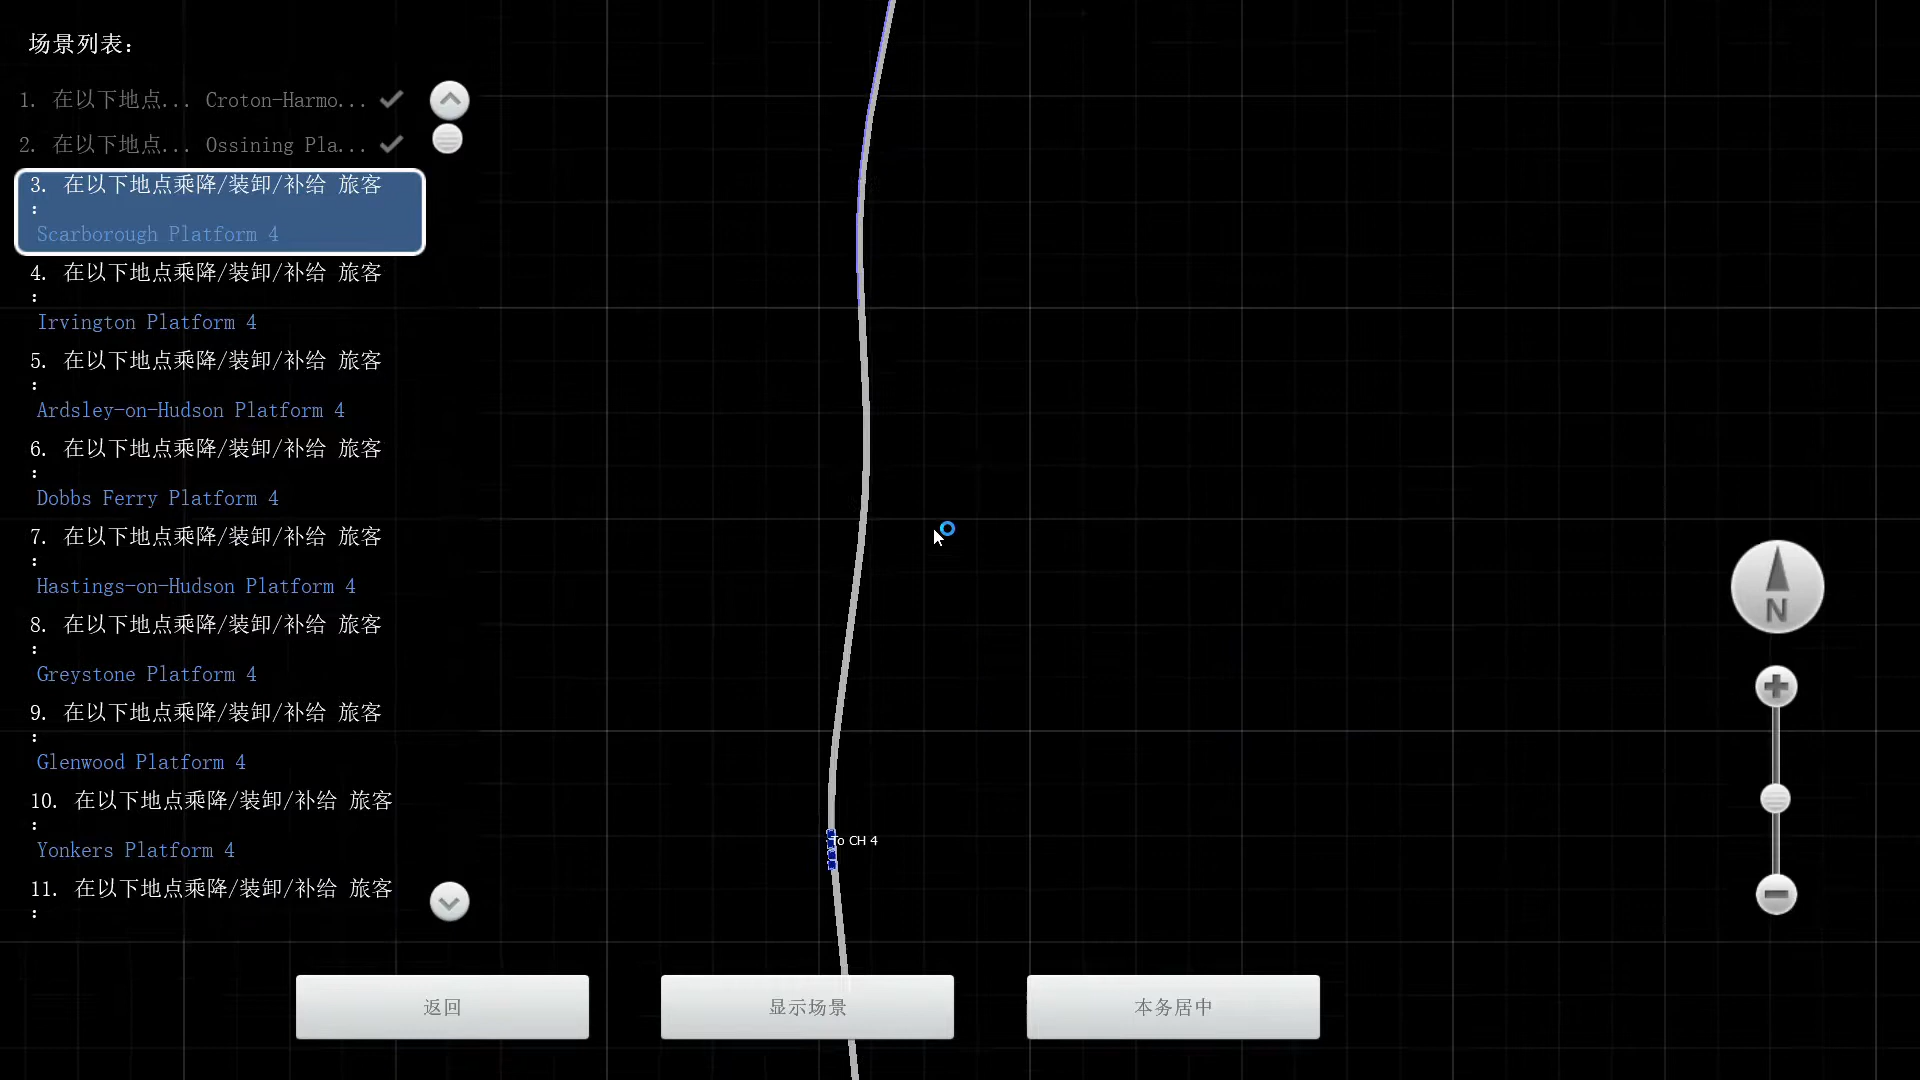 场景列表:
1. 在以下地点... Croton-Harmo...
2. 在以下地点... Ossining Pla...
3. 在以下地点乘降/装卸/补给 旅客
:
Scarborough Platform 4
4. 在以下地点乘降/装卸/补给 旅客
:
Irvington Platform 4
5. 在以下地点乘降/装卸/补给 旅客
:
Ardsley-on-Hudson Platform 4
6. 在以下地点乘降/装卸/补给 旅客
:
Dobbs Ferry Platform 4
7. 在以下地点乘降/装卸/补给 旅客
:
Hastings-on-Hudson Platform 4
8. 在以下地点乘降/装卸/补给 旅客
:
Greystone Platform 4
9. 在以下地点乘降/装卸/补给 旅客
:
Glenwood Platform 4
10. 在以下地点乘降/装卸/补给 旅客
:
Yonkers Platform 4
11. 在以下地点乘降/装卸/补给 旅客
:
To CH 4
N
返回
显示场景
本务居中